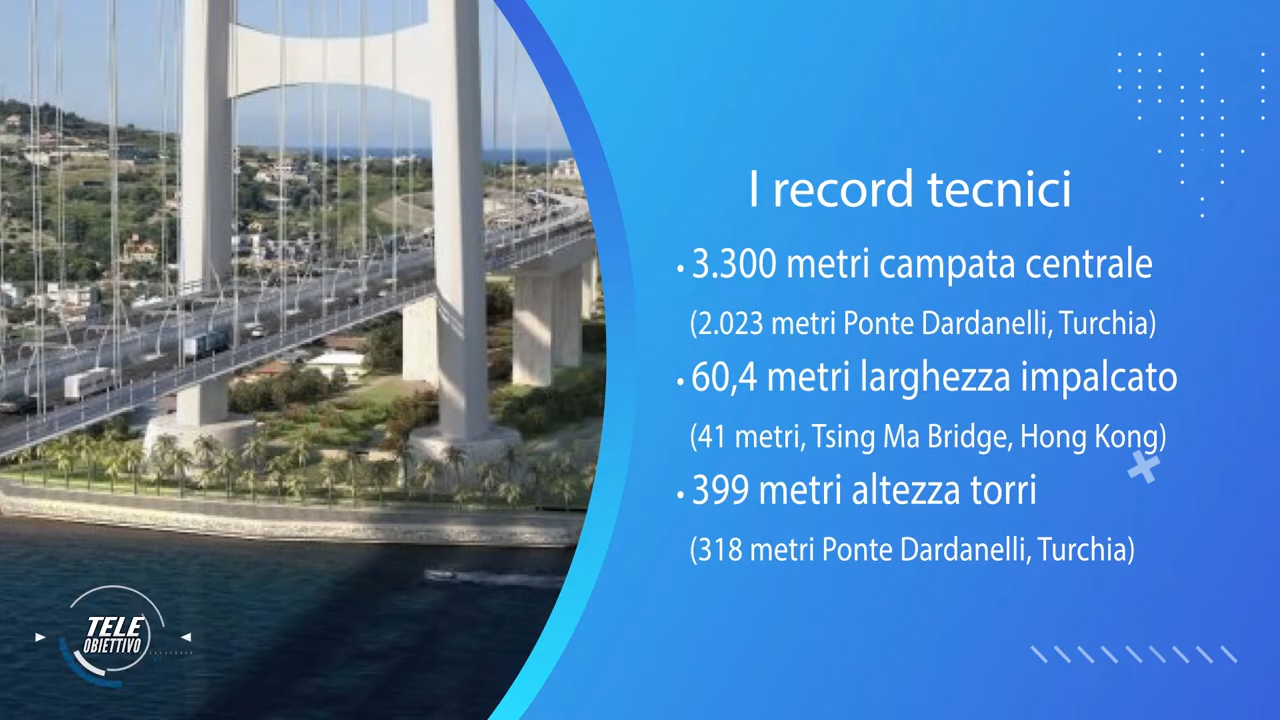 I record tecnici
• 3.300 metri campata centrale
(2.023 metri Ponte Dardanelli, Turchia)
• 60,4 metri larghezza impalcato
(41 metri, Tsing Ma Bridge, Hong Kong)
• 399 metri altezza torri
(318 metri Ponte Dardanelli, Turchia)
TELE
OBIETTIVO